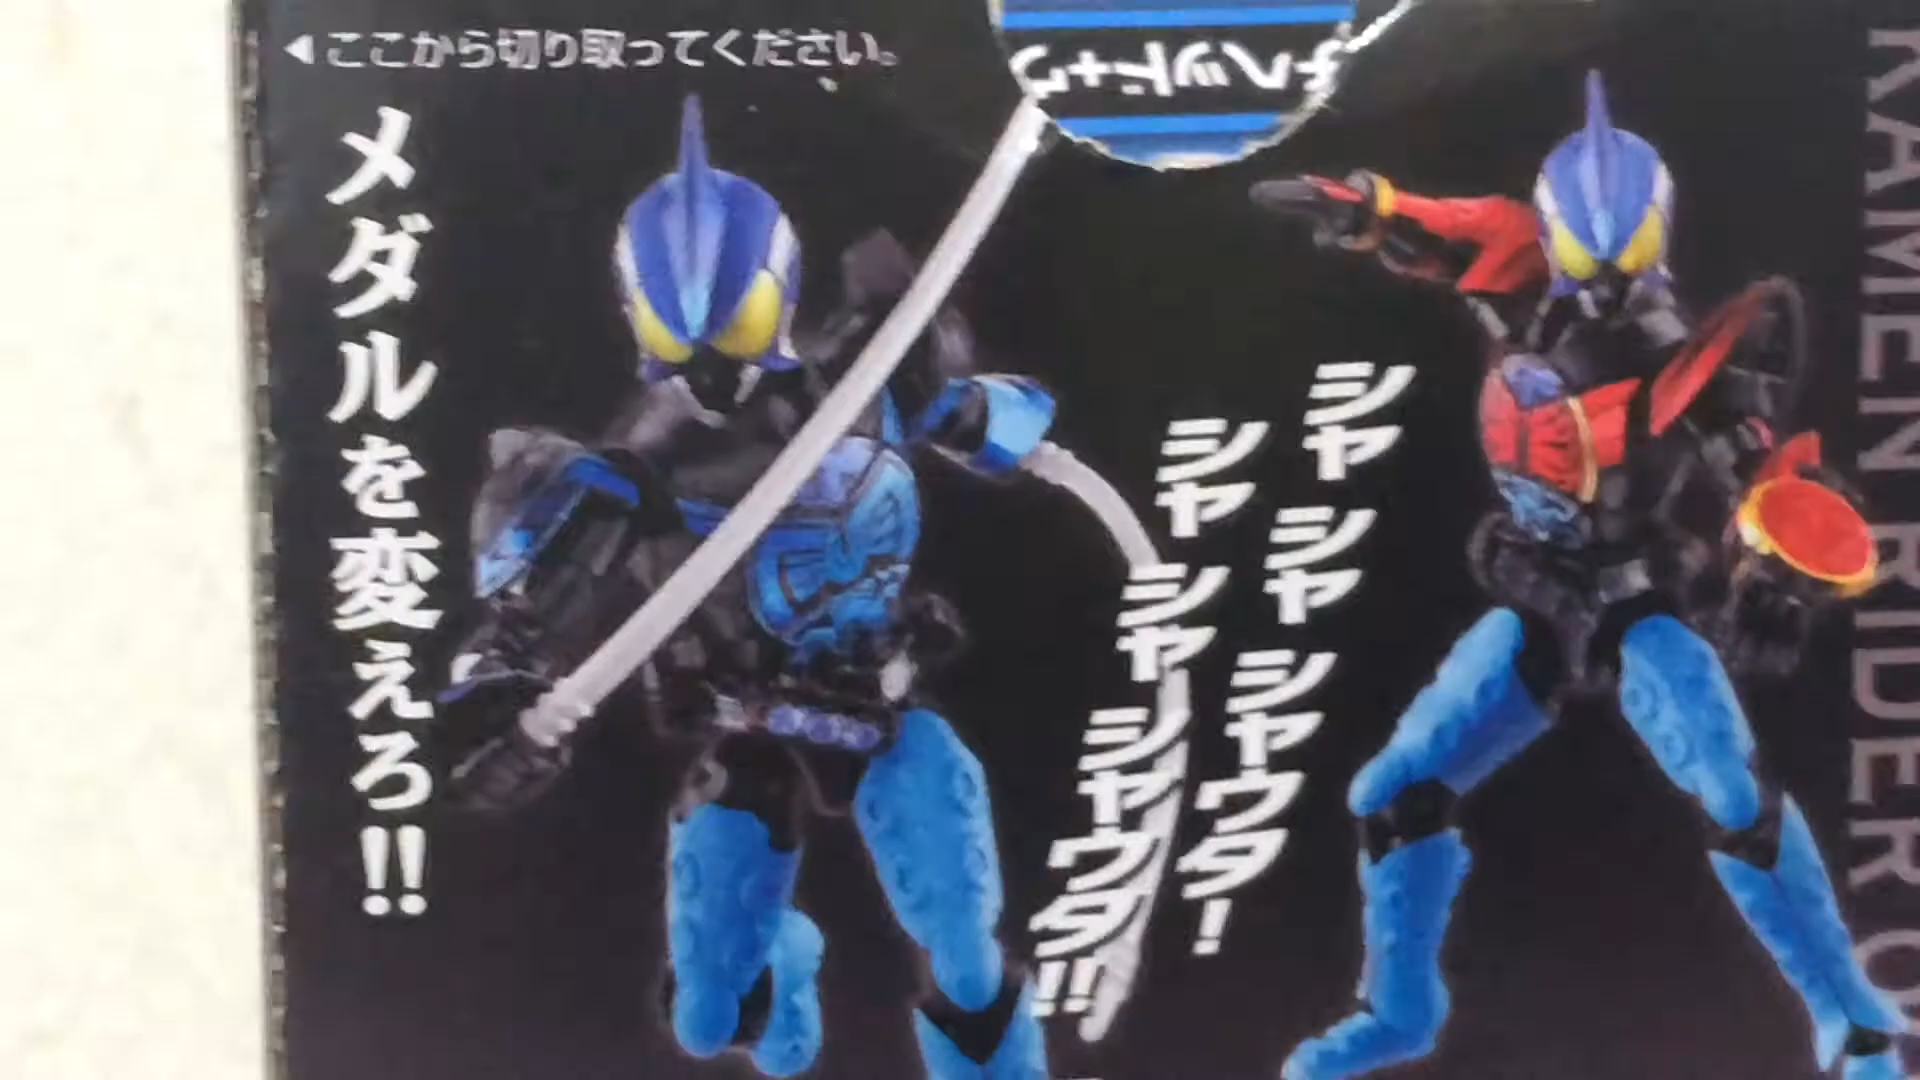 ◀ここから切り取ってください。
メダルを変えろ!!
シャ シャ シャウタ!
シャ シャ シャウタ!!
KAMEN RIDER